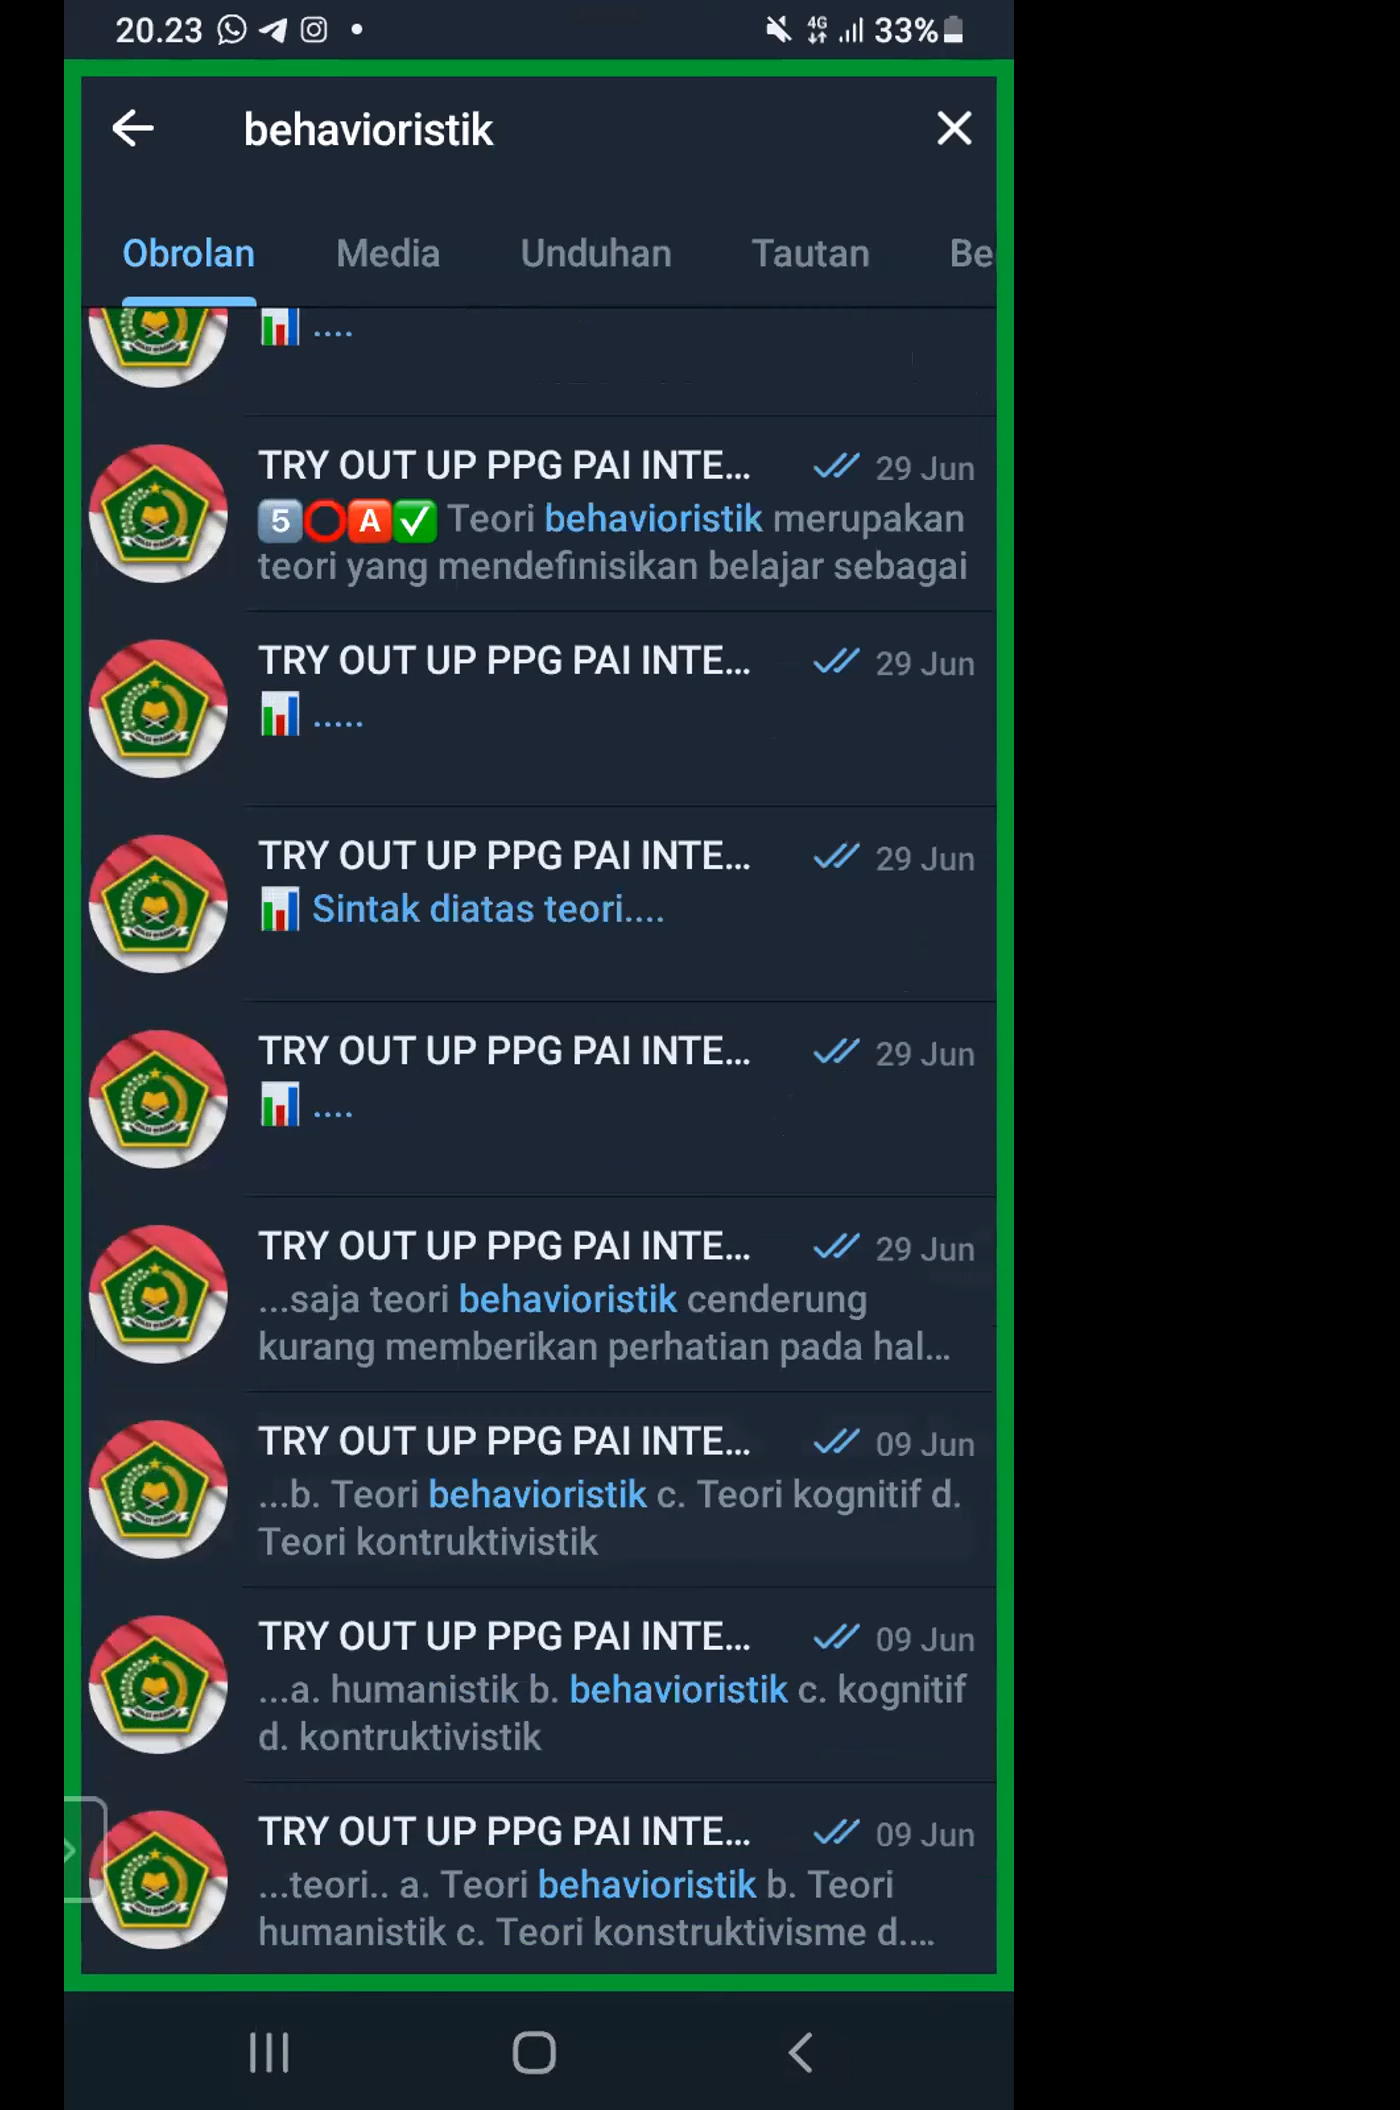 20.23 4G 33%
behavioristik
Obrolan Media Unduhan Tautan Be
....
TRY OUT UP PPG PAI INTE... 29 Jun
5⭕🅰✅ Teori behavioristik merupakan
teori yang mendefinisikan belajar sebagai
TRY OUT UP PPG PAI INTE... 29 Jun
📊 .....
TRY OUT UP PPG PAI INTE... 29 Jun
📊 Sintak diatas teori....
TRY OUT UP PPG PAI INTE... 29 Jun
📊 ....
TRY OUT UP PPG PAI INTE... 29 Jun
...saja teori behavioristik cenderung
kurang memberikan perhatian pada hal...
TRY OUT UP PPG PAI INTE... 09 Jun
...b. Teori behavioristik c. Teori kognitif d.
Teori kontruktivistik
TRY OUT UP PPG PAI INTE... 09 Jun
...a. humanistik b. behavioristik c. kognitif
d. kontruktivistik
TRY OUT UP PPG PAI INTE... 09 Jun
...teori.. a. Teori behavioristik b. Teori
humanistik c. Teori konstruktivisme d....